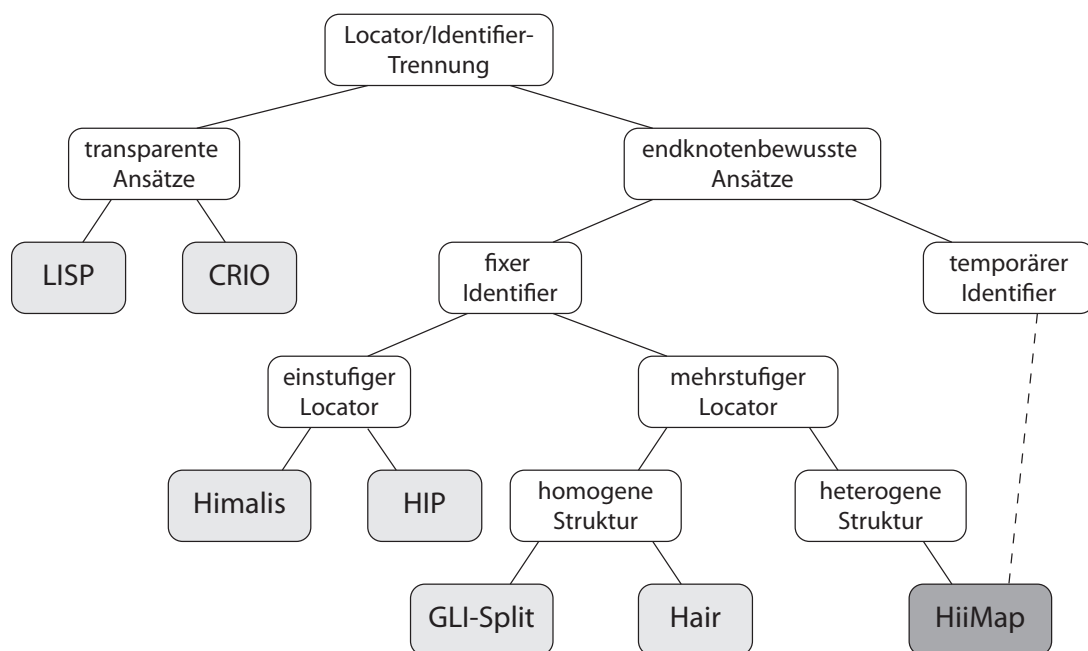 Locator/Identifier-
Trennung
transparente
Ansätze
endknotenbewusste
Ansätze
LISP
CRIO
fixer
Identifier
temporärer
Identifier
einstufiger
Locator
mehrstufiger
Locator
Himalis
HIP
homogene
Struktur
heterogene
Struktur
GLI-Split
Hair
HiiMap